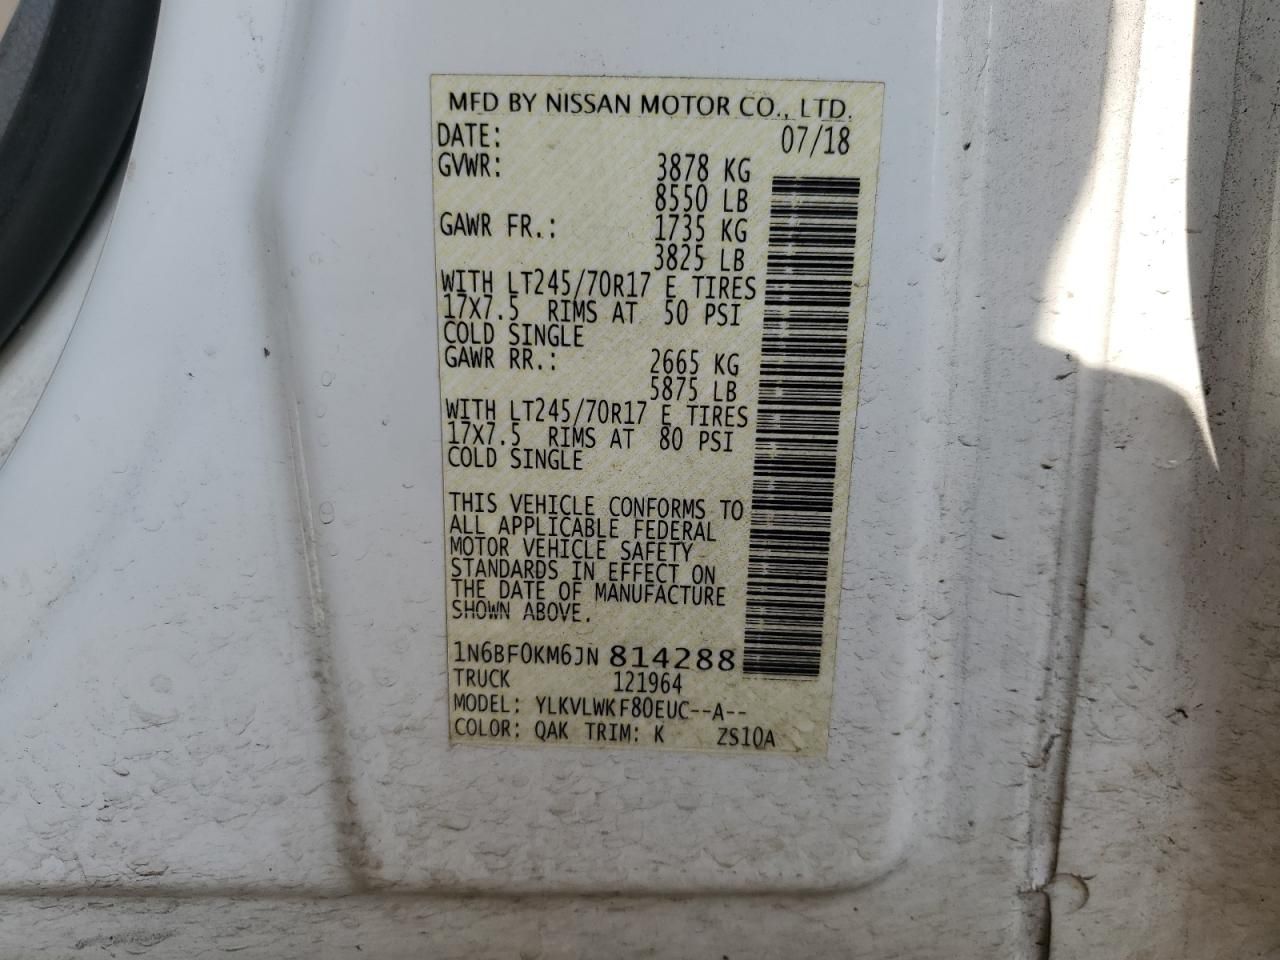 MFD BY NISSAN MOTOR CO., LTD.
DATE: 07/18
GVWR: 3878 KG
8550 LB
GAWR FR.: 1735 KG
3825 LB
WITH LT245/70R17 E TIRES
17X7.5 RIMS AT 50 PSI
COLD SINGLE
GAWR RR.: 2665 KG
5875 LB
WITH LT245/70R17 E TIRES
17X7.5 RIMS AT 80 PSI
COLD SINGLE
THIS VEHICLE CONFORMS TO
ALL APPLICABLE FEDERAL
MOTOR VEHICLE SAFETY
STANDARDS IN EFFECT ON
THE DATE OF MANUFACTURE
SHOWN ABOVE.
1N6BF0KM6JN 814288
TRUCK 121964
MODEL: YLKVLWKF80EUC--A--
COLOR: QAK TRIM: K ZS10A